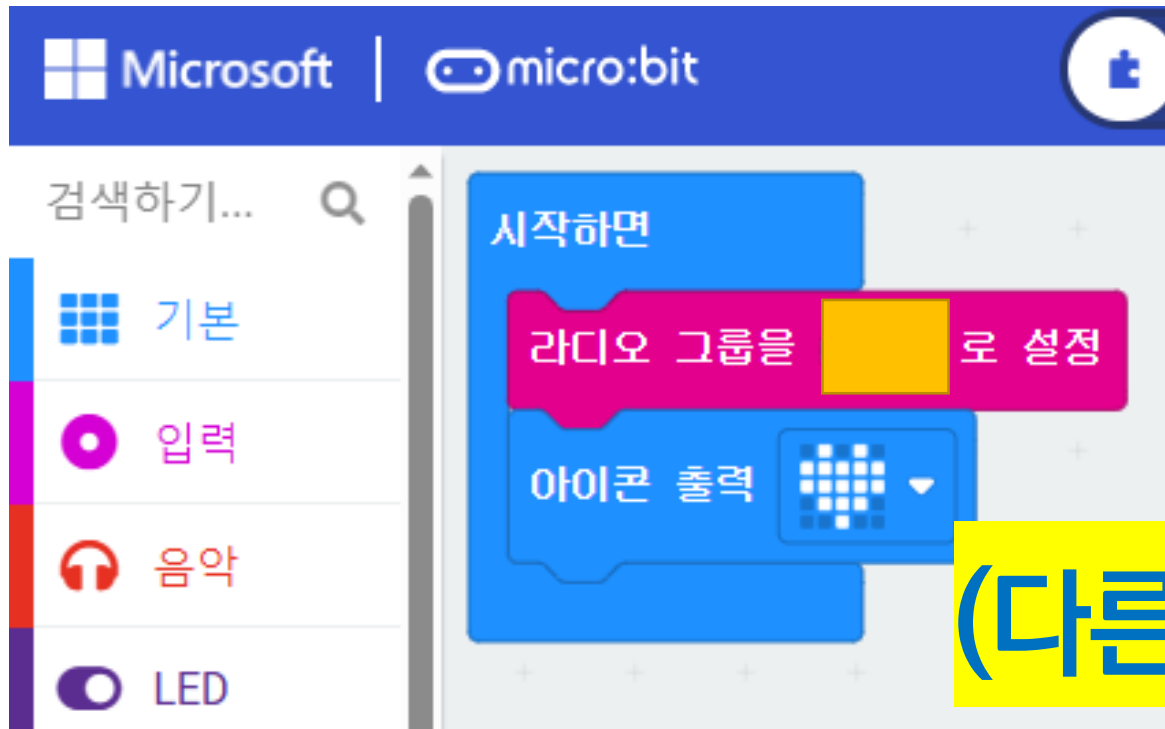 Microsoft | micro:bit
검색하기...
시작하면
기본
라디오 그룹을 로 설정
입력
아이콘 출력
음악
(다른
LED